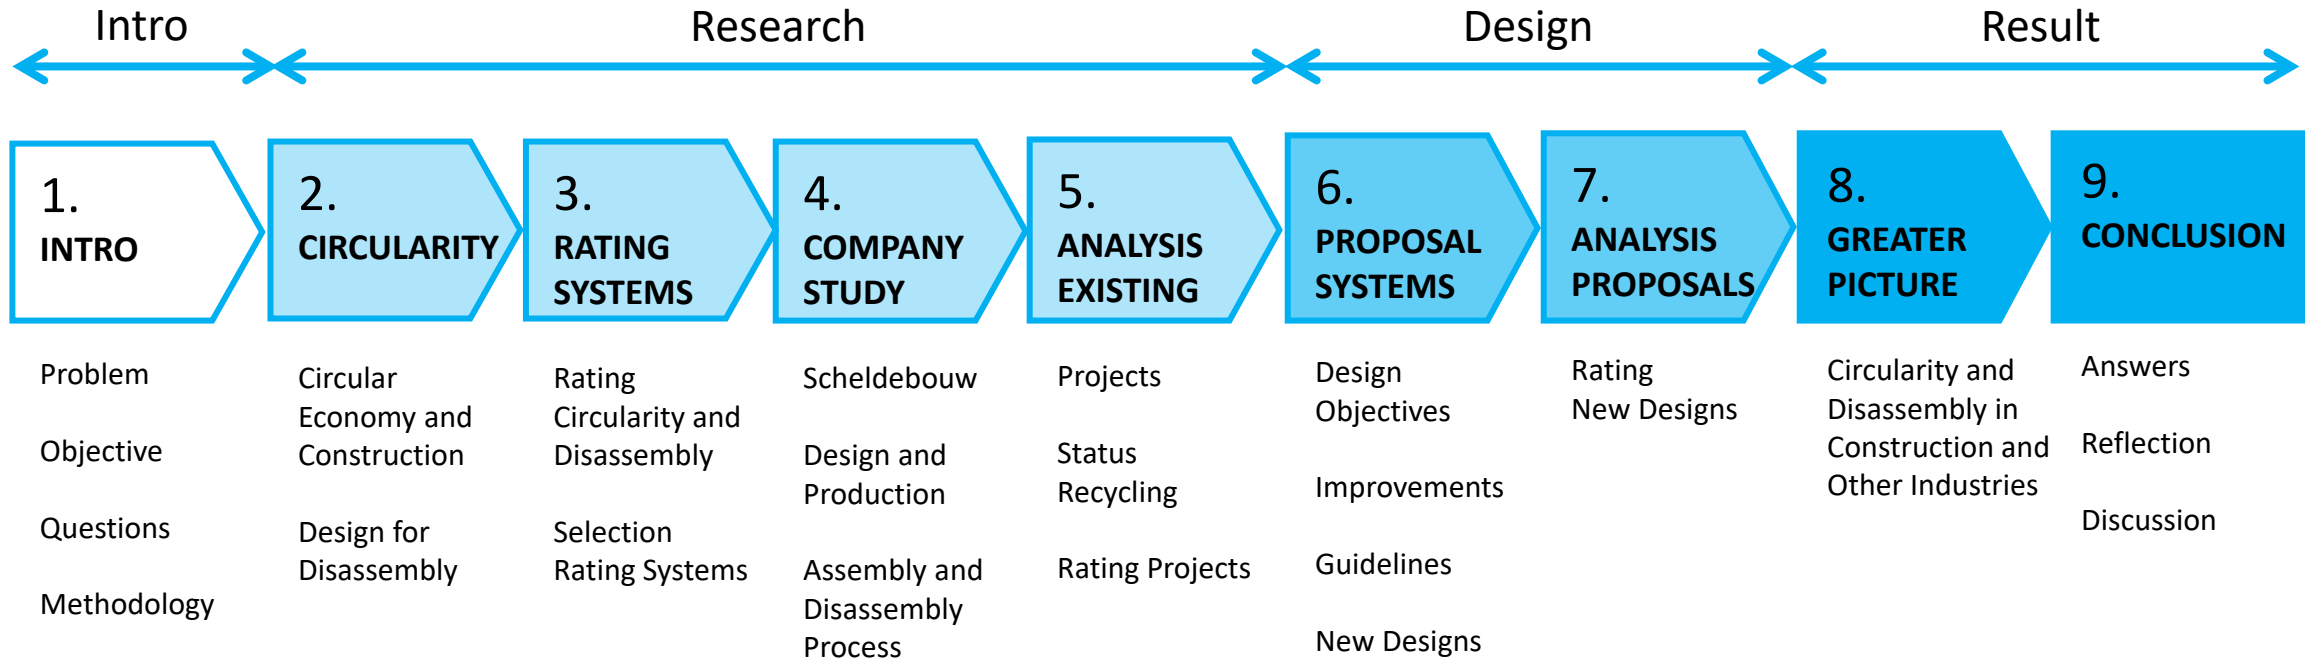 Intro
Research
Design
Result
1.
INTRO
2.
CIRCULARITY
3.
RATING
SYSTEMS
4.
COMPANY
STUDY
5.
ANALYSIS
EXISTING
6.
PROPOSAL
SYSTEMS
7.
ANALYSIS
PROPOSALS
8.
GREATER
PICTURE
9.
CONCLUSION
Problem
Objective
Questions
Methodology
Circular
Economy and
Construction
Design for
Disassembly
Rating
Circularity and
Disassembly
Selection
Rating Systems
Scheldebouw
Design and
Production
Assembly and
Disassembly
Process
Projects
Status
Recycling
Rating Projects
Design
Objectives
Improvements
Guidelines
New Designs
Rating
New Designs
Circularity and
Disassembly in
Construction and
Other Industries
Answers
Reflection
Discussion